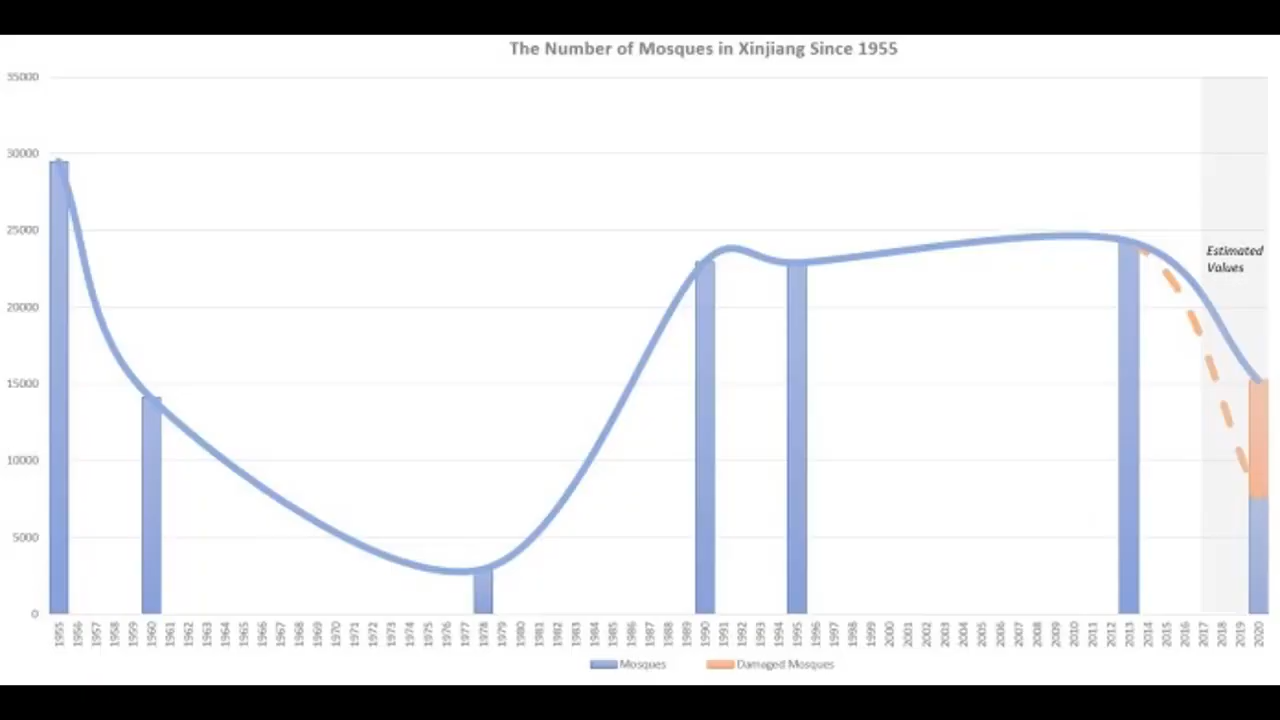 The Number of Mosques in Xinjiang Since 1955
35000
30000
25000
20000
15000
10000
5000
0
Estimated
Values
1955 1956 1957 1958 1959 1960 1961 1962 1963 1964 1965 1966 1967 1968 1969 1970 1971 1972 1973 1974 1975 1976 1977 1978 1979 1980 1981 1982 1983 1984 1985 1986 1987 1988 1989 1990 1991 1992 1993 1994 1995 1996 1997 1998 1999 2000 2001 2002 2003 2004 2005 2006 2007 2008 2009 2010 2011 2012 2013 2014 2015 2016 2017 2018 2019 2020
Mosques Damaged Mosques